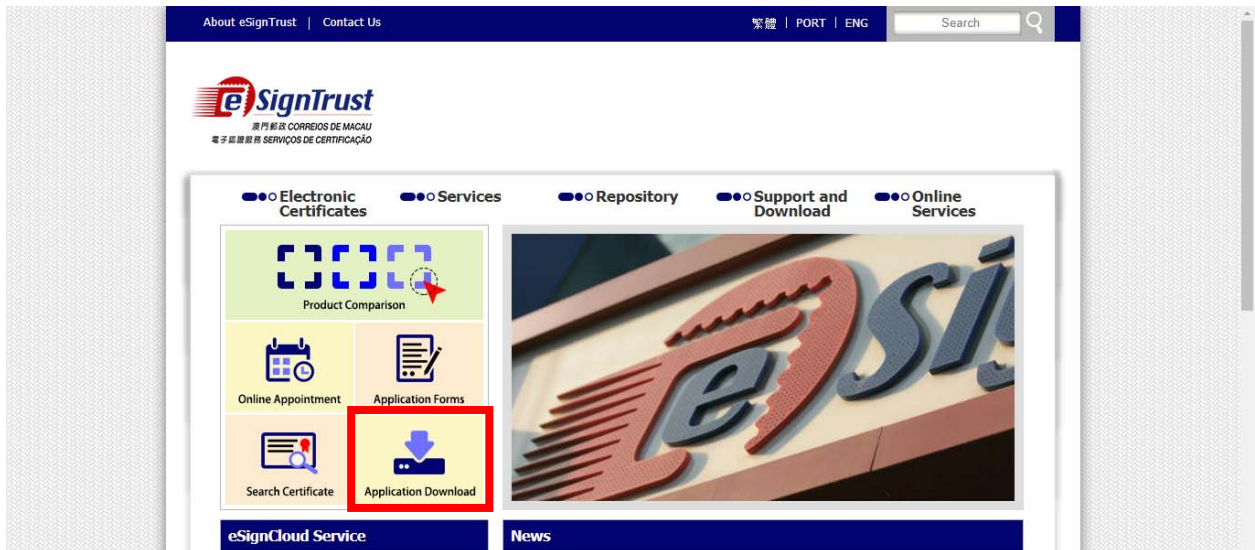 About eSignTrust | Contact Us
繁體 | PORT | ENG
Search
eSignTrust
澳門郵政 CORREIOS DE MACAU
電子認證服務 SERVIÇOS DE CERTIFICAÇÃO
Electronic
Certificates
Services
Repository
Support and
Download
Online
Services
Product Comparison
Online Appointment
Application Forms
Search Certificate
Application Download
eSi
eSignCloud Service
News